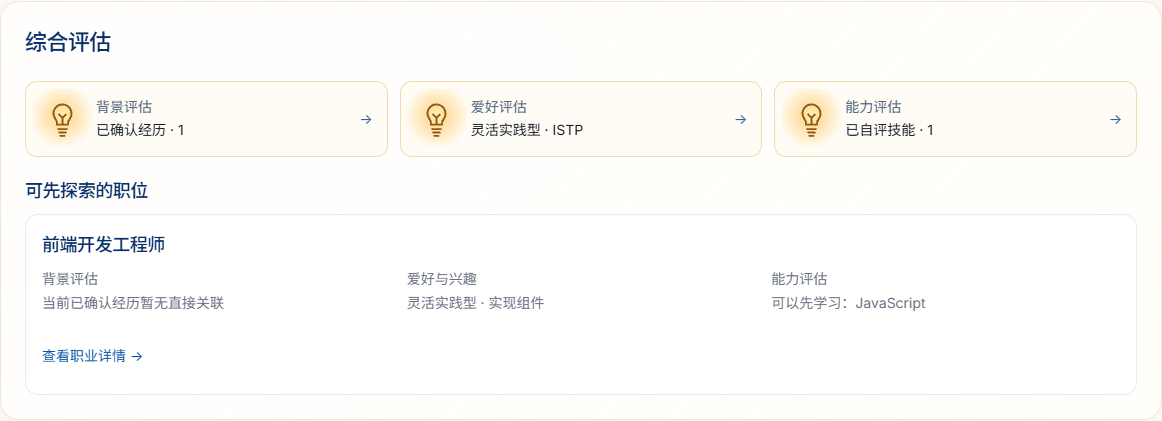 综合评估
背景评估
已确认经历 · 1
→
爱好评估
灵活实践型 · ISTP
→
能力评估
已自评技能 · 1
→
可先探索的职位
前端开发工程师
背景评估
当前已确认经历暂无直接关联
爱好与兴趣
灵活实践型 · 实现组件
能力评估
可以先学习：JavaScript
查看职业详情 →